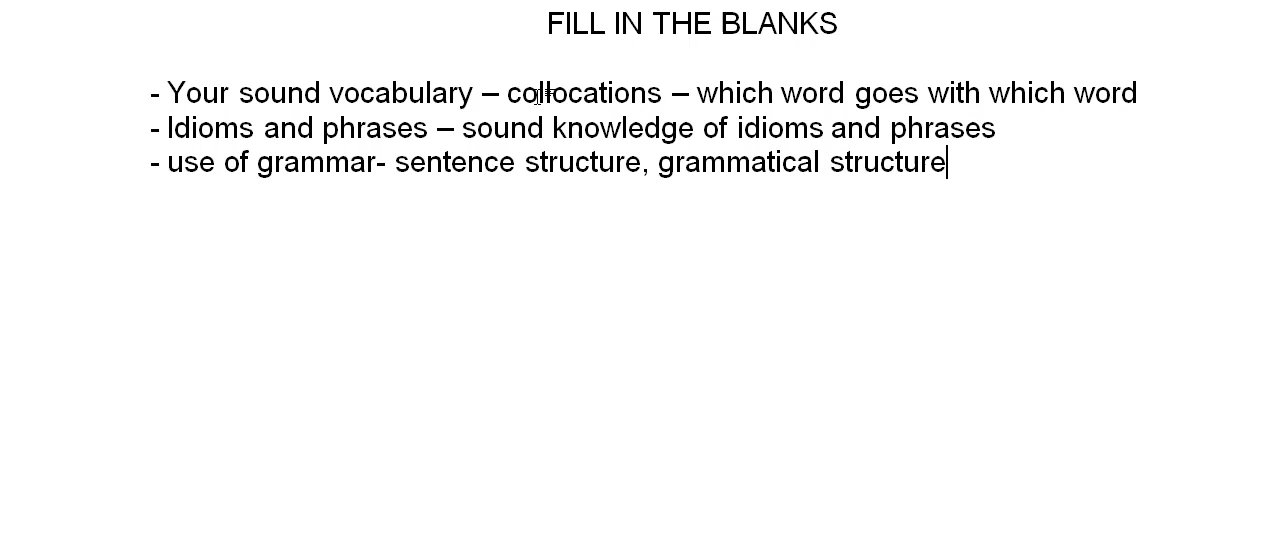 FILL IN THE BLANKS
- Your sound vocabulary – collocations – which word goes with which word
- Idioms and phrases – sound knowledge of idioms and phrases
- use of grammar- sentence structure, grammatical structure